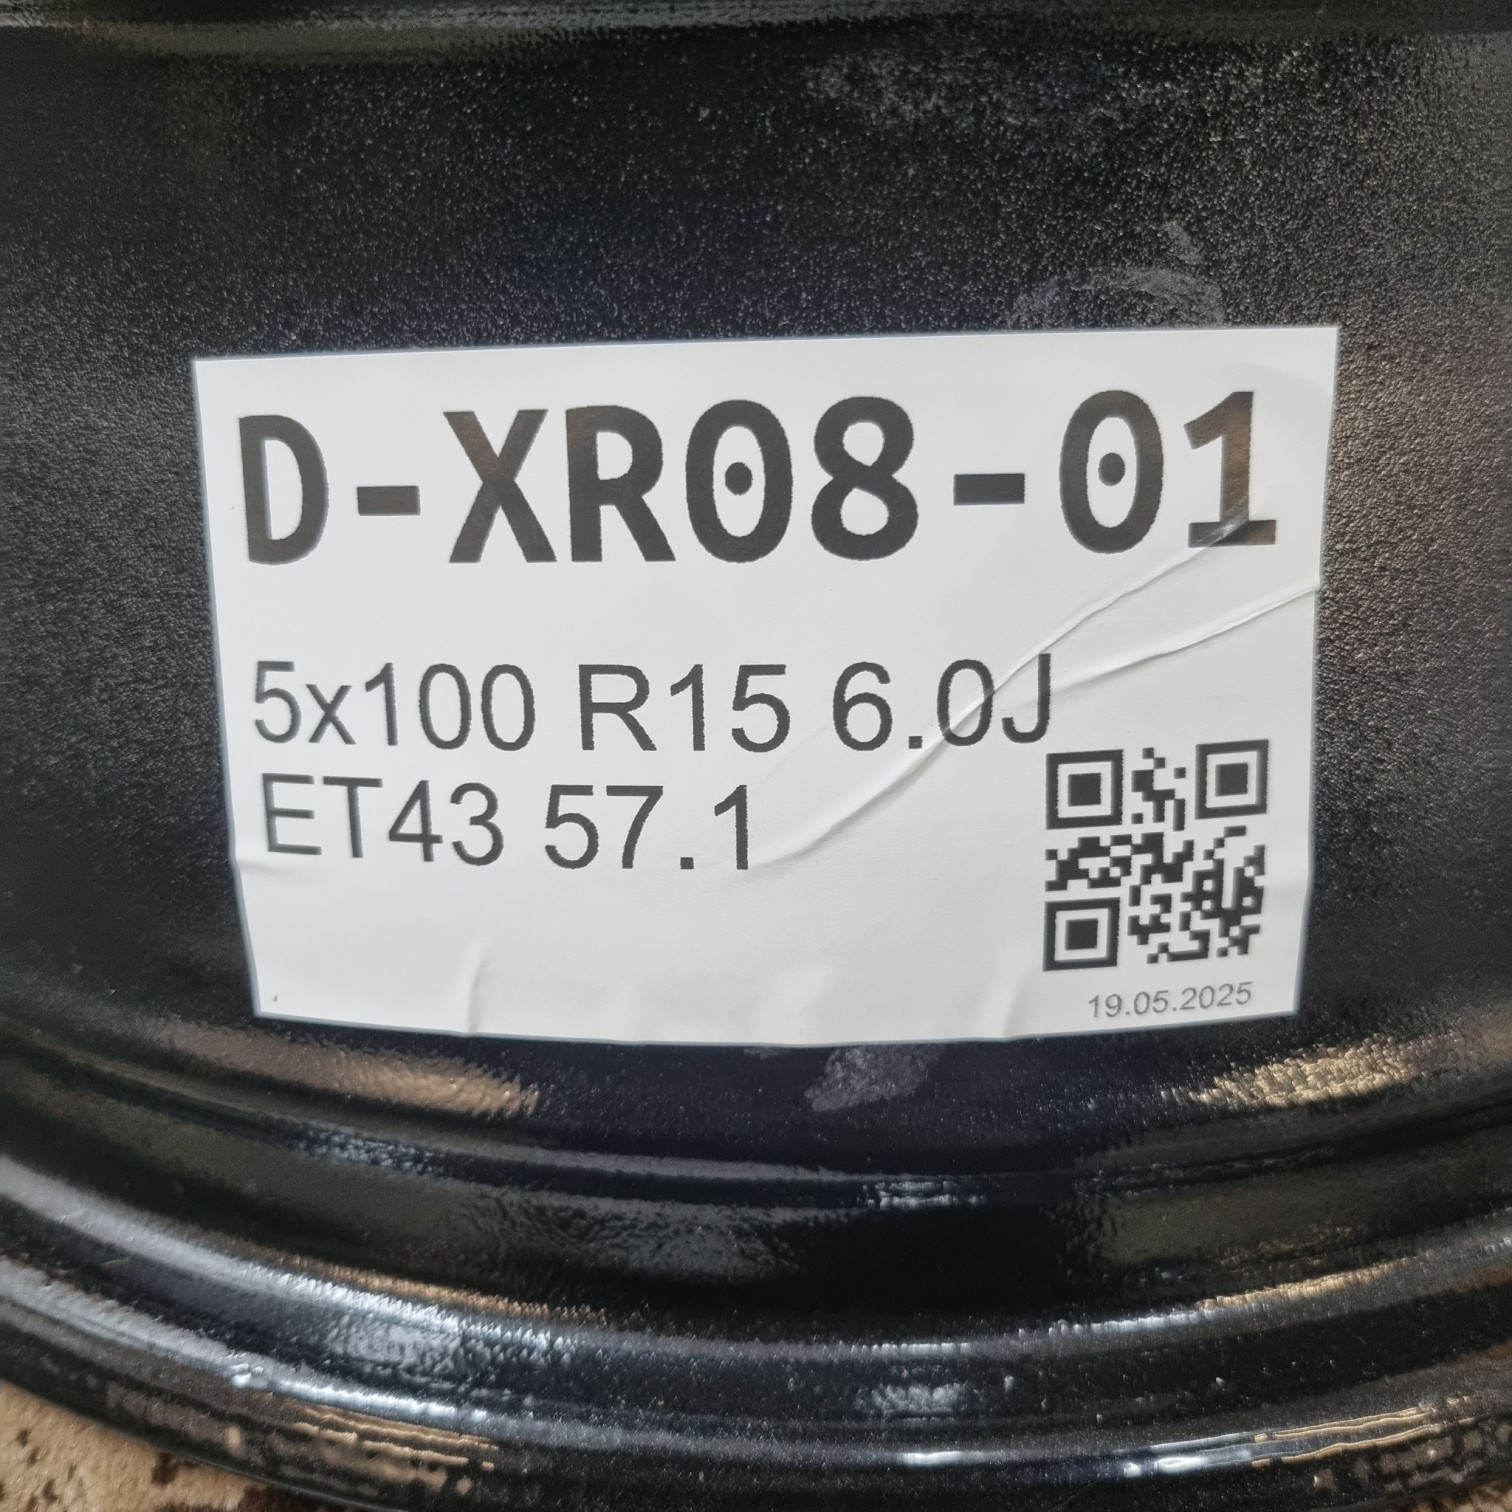 D-XR08-01
5x100 R15 6.0J
ET43 57.1
19.05.2025